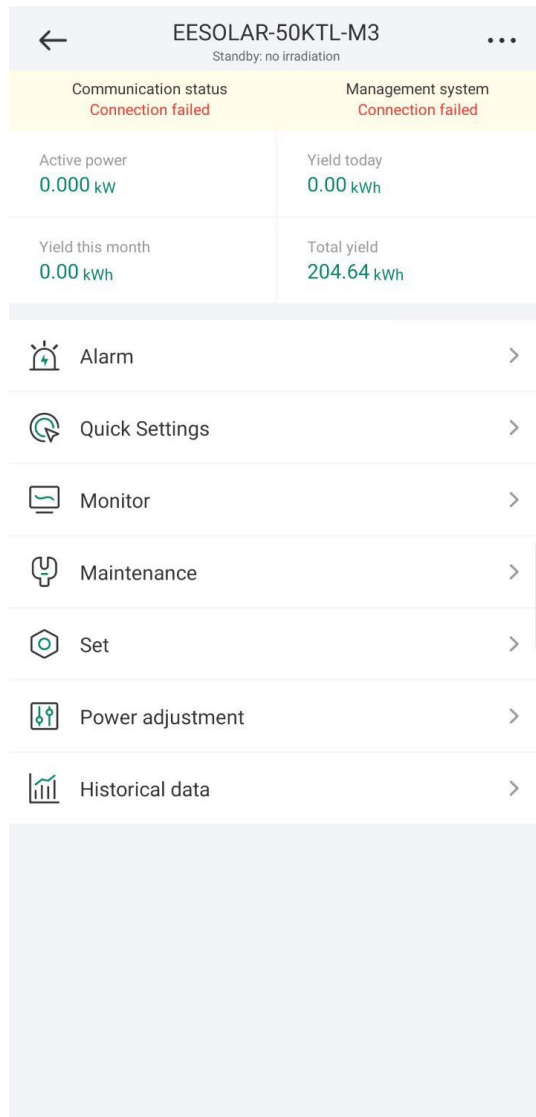 EESOLAR-50KTL-M3
Standby: no irradiation
Communication status
Connection failed
Management system
Connection failed
Active power
0.000 kW
Yield today
0.00 kWh
Yield this month
0.00 kWh
Total yield
204.64 kWh
Alarm
Quick Settings
Monitor
Maintenance
Set
Power adjustment
Historical data